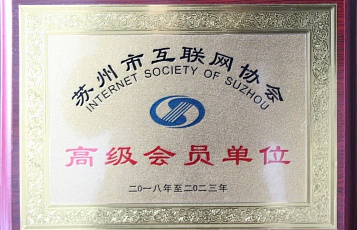 苏州市互联网协会
INTERNET SOCIETY OF SUZHOU
高级会员单位
二〇一八年至二〇二三年